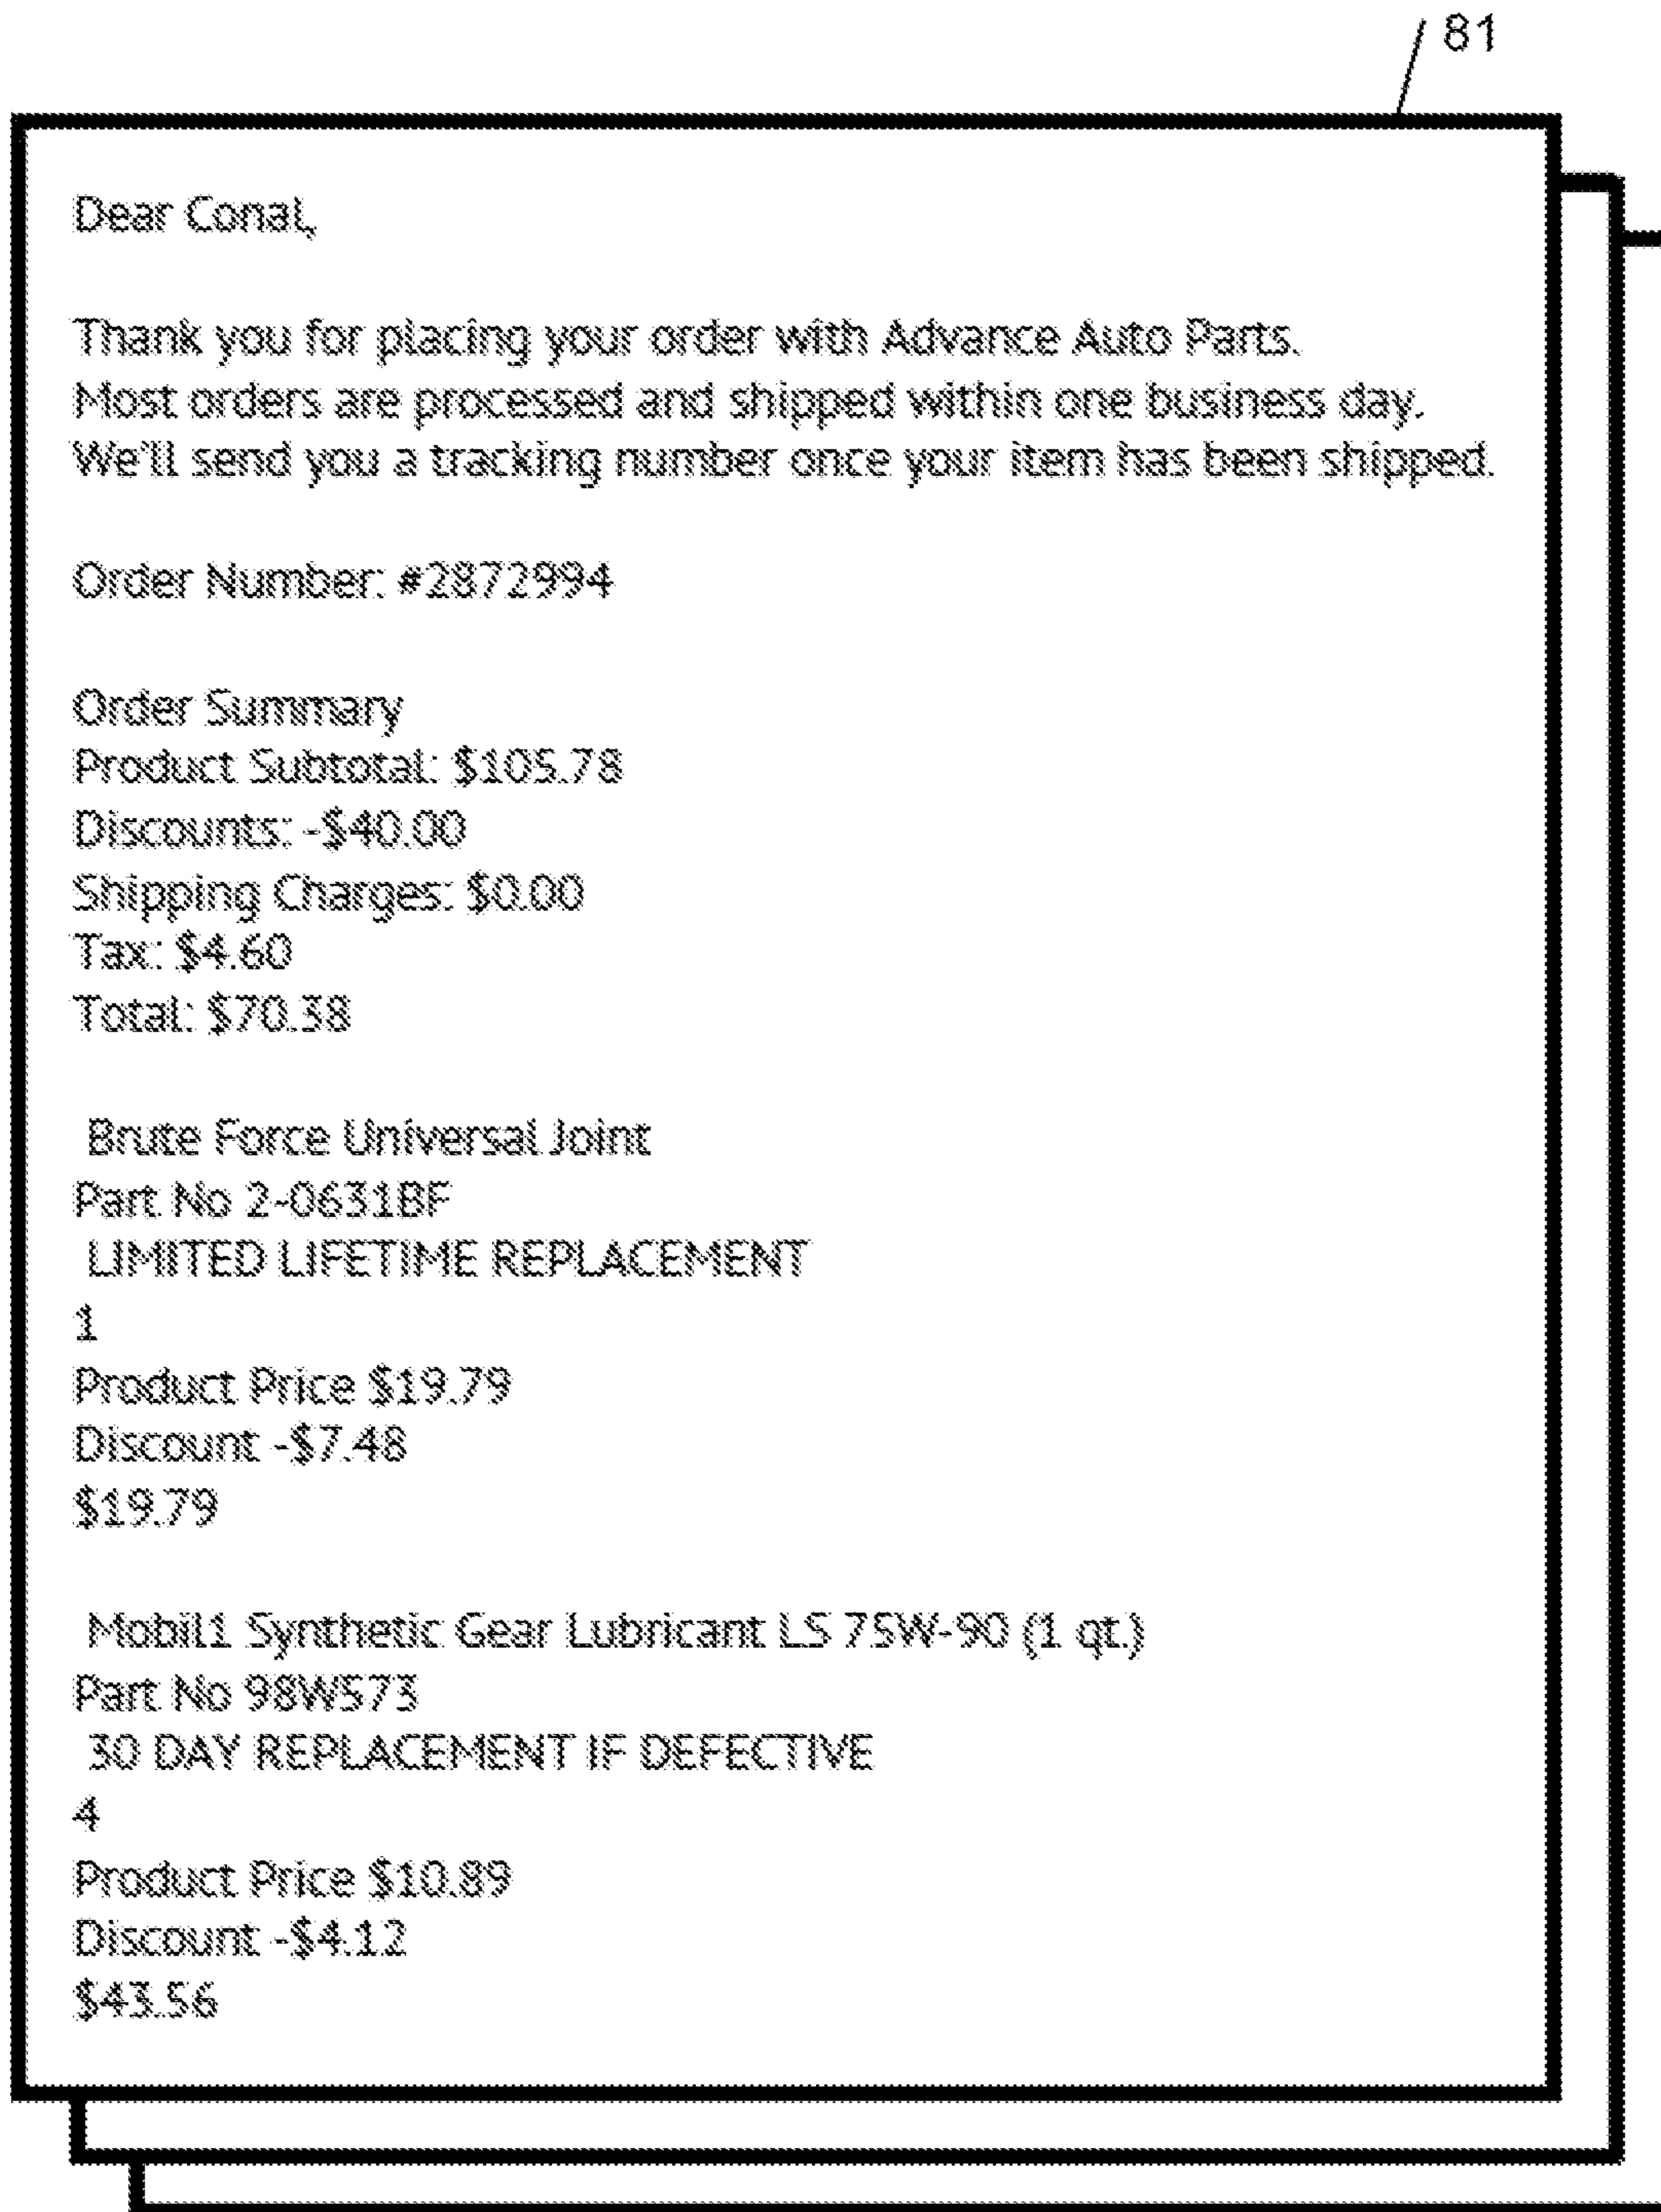 81
Dear Conal,
Thank you for placing your order with Advance Auto Parts.
Most orders are processed and shipped within one business day.
We'll send you a tracking number once your item has been shipped.
Order Number: #2872994
Order Summary
Product Subtotal: $105.78
Discounts: -$40.00
Shipping Charges: $0.00
Tax: $4.60
Total: $70.38
Brute Force Universal Joint
Part No 2-0631BF
LIMITED LIFETIME REPLACEMENT
1
Product Price $19.79
Discount -$7.48
$19.79
Mobil1 Synthetic Gear Lubricant LS 75W-90 (1 qt.)
Part No 98W573
30 DAY REPLACEMENT IF DEFECTIVE
4
Product Price $10.89
Discount -$4.12
$43.56